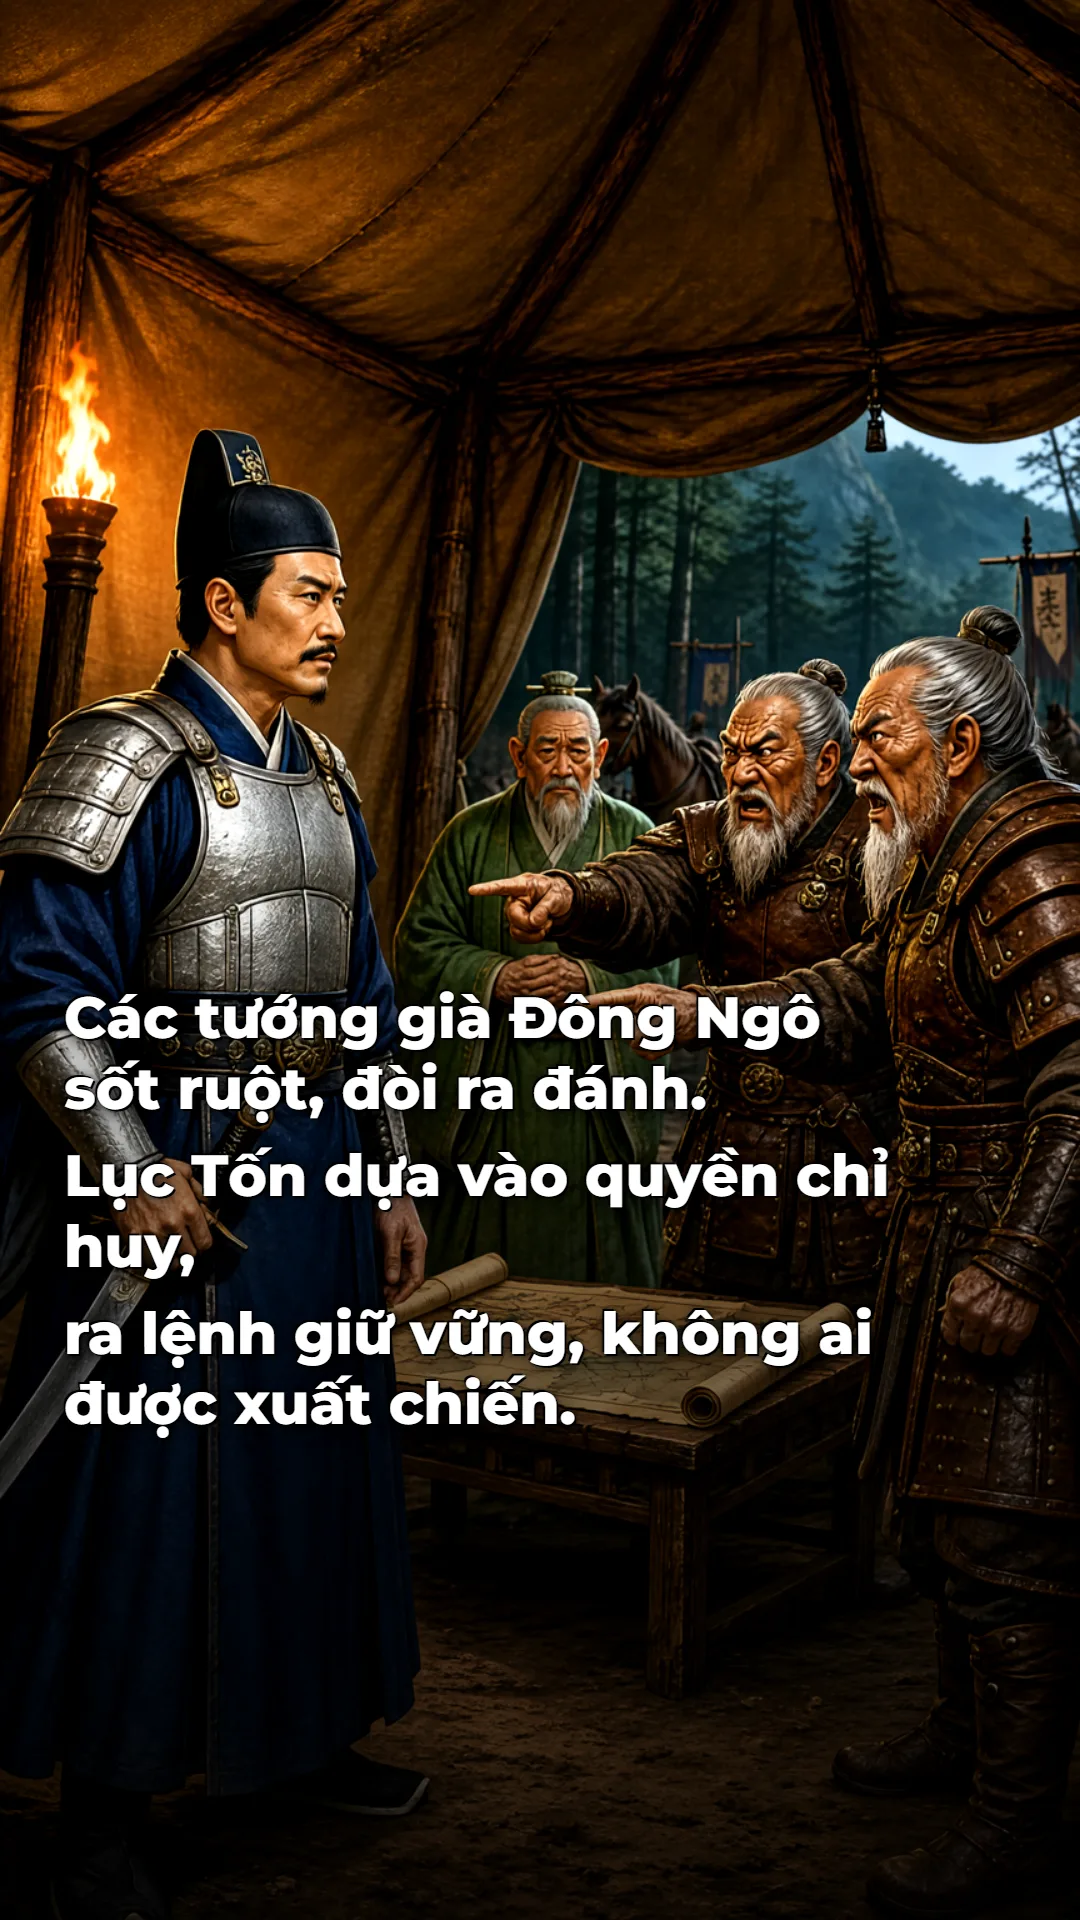 Các tướng già Đông Ngô
sốt ruột, đòi ra đánh.
Lục Tốn dựa vào quyền chỉ
huy,
ra lệnh giữ vững, không ai
được xuất chiến.